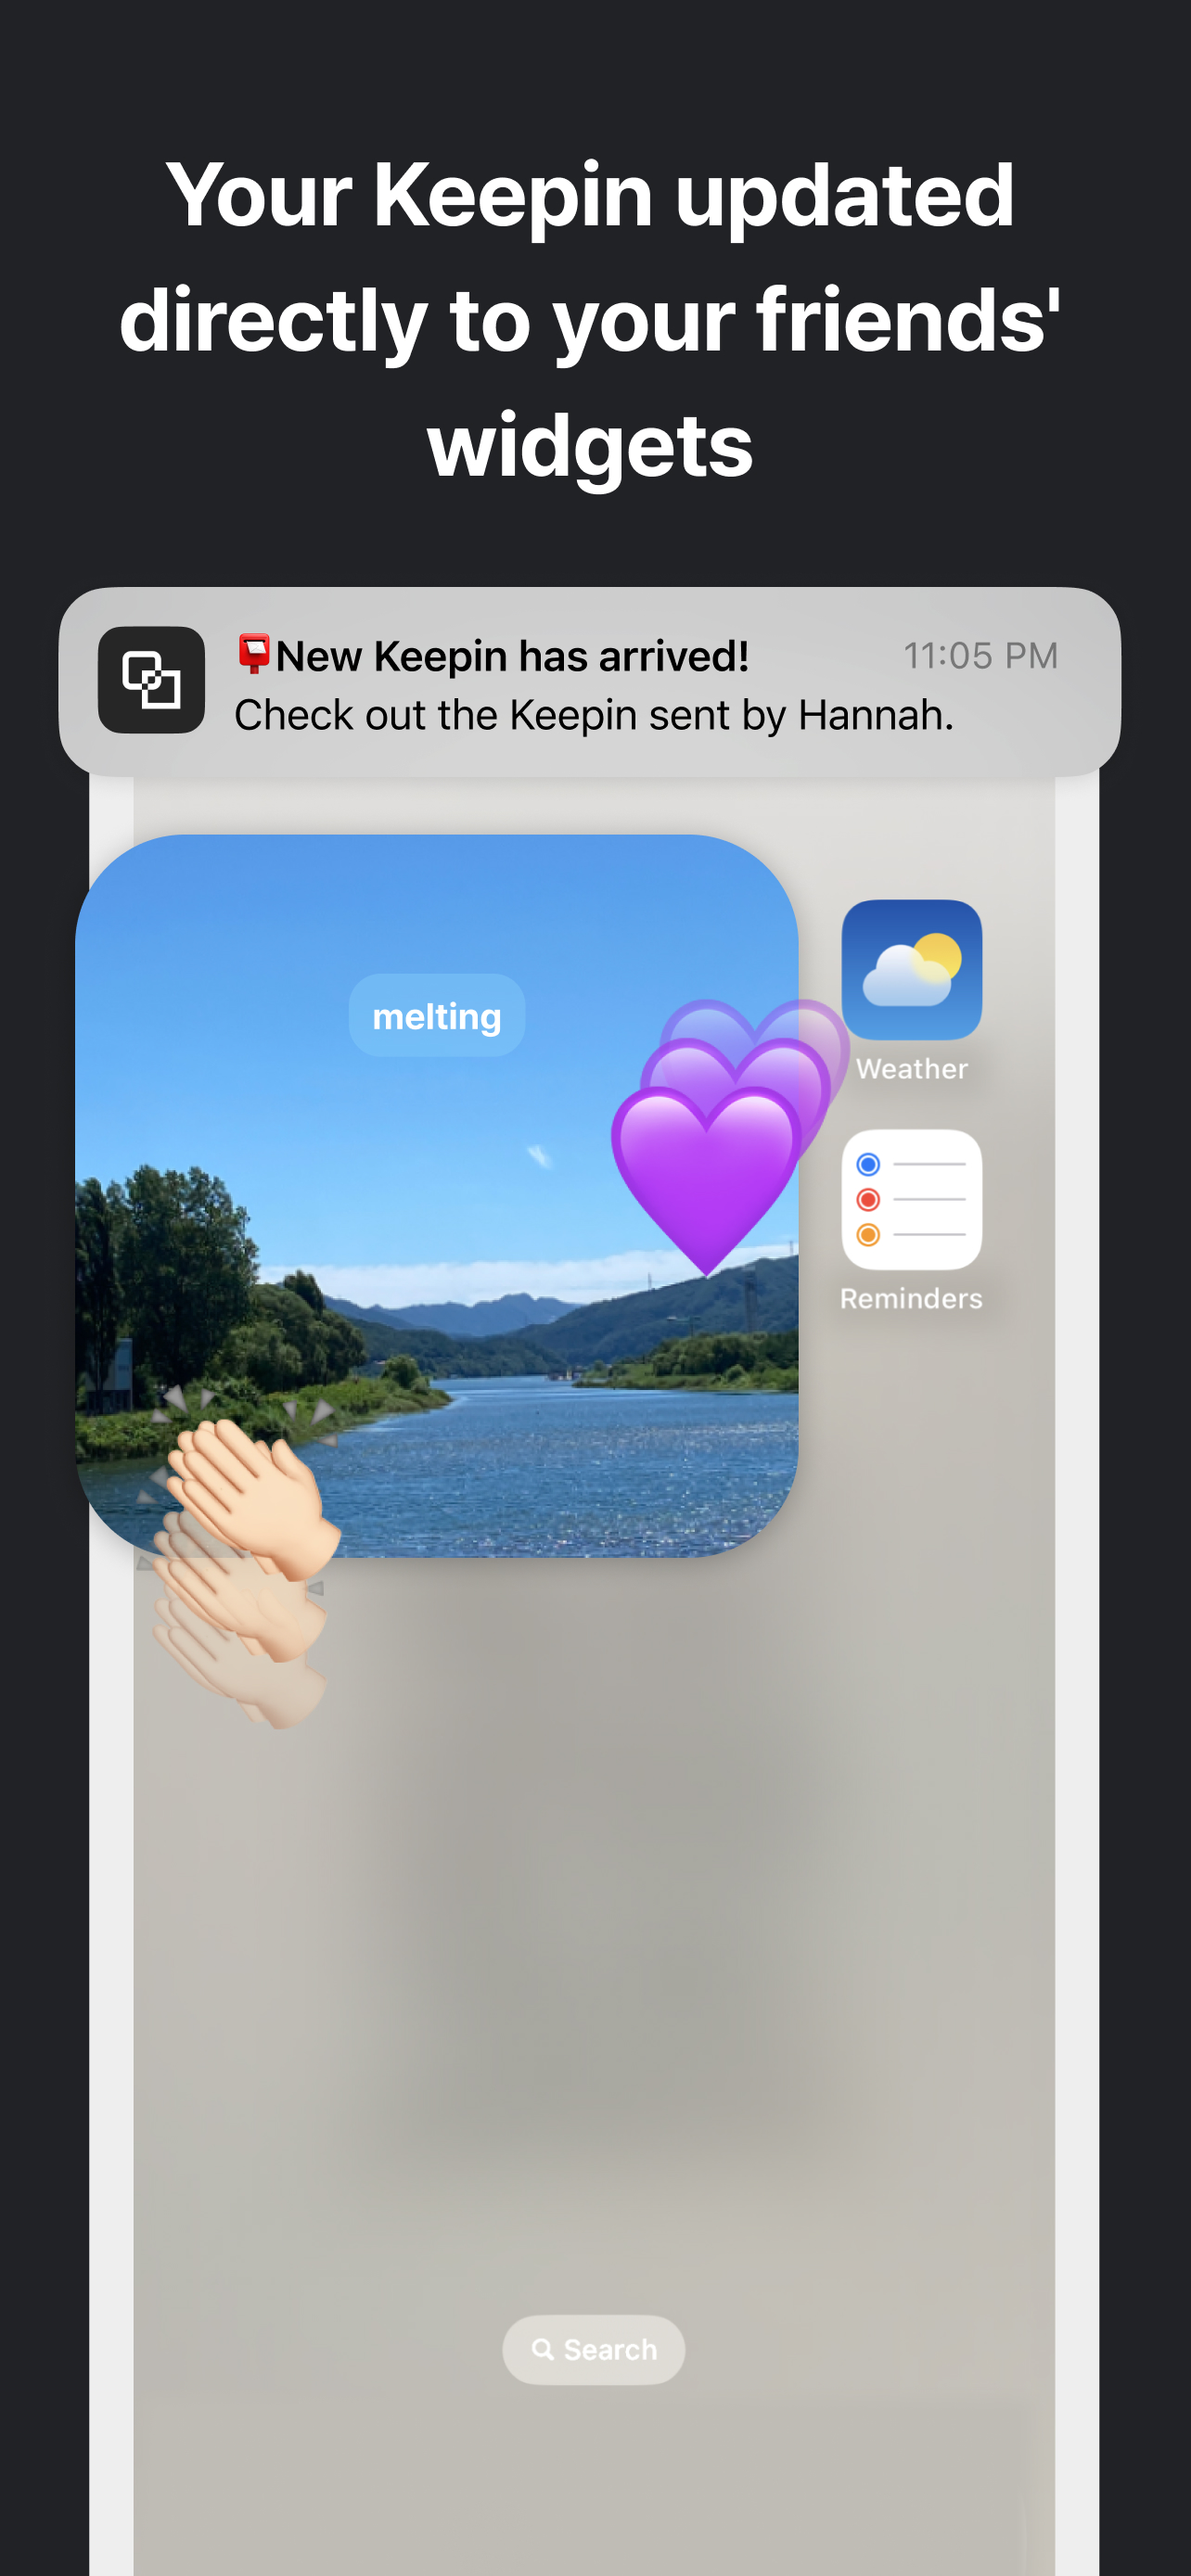 Your Keepin updated
directly to your friends'
widgets
📮New Keepin has arrived!
11:05 PM
Check out the Keepin sent by Hannah.
melting
Weather
Reminders
Search